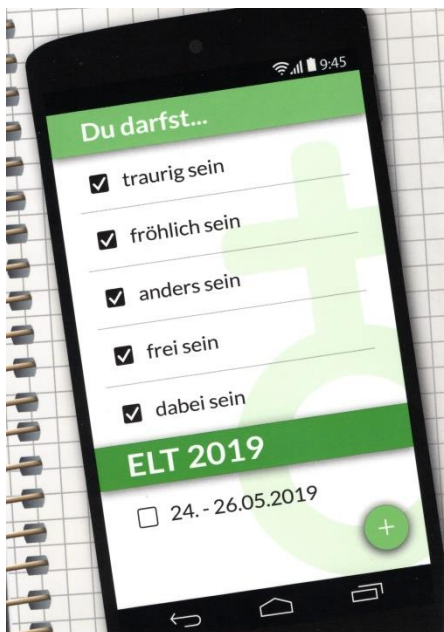 9:45
Du darfst...
traurig sein
fröhlich sein
anders sein
frei sein
dabei sein
ELT 2019
24. - 26.05.2019